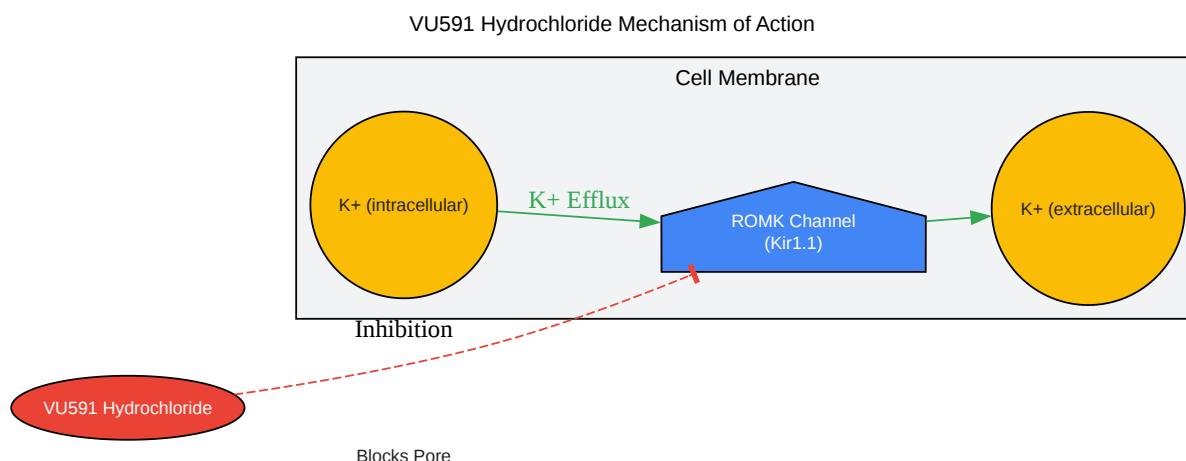 VU591 Hydrochloride Mechanism of Action
Cell Membrane
K+ (intracellular)
K+ Efflux
ROMK Channel
(Kir1.1)
K+ (extracellular)
Inhibition
VU591 Hydrochloride
Blocks Pore